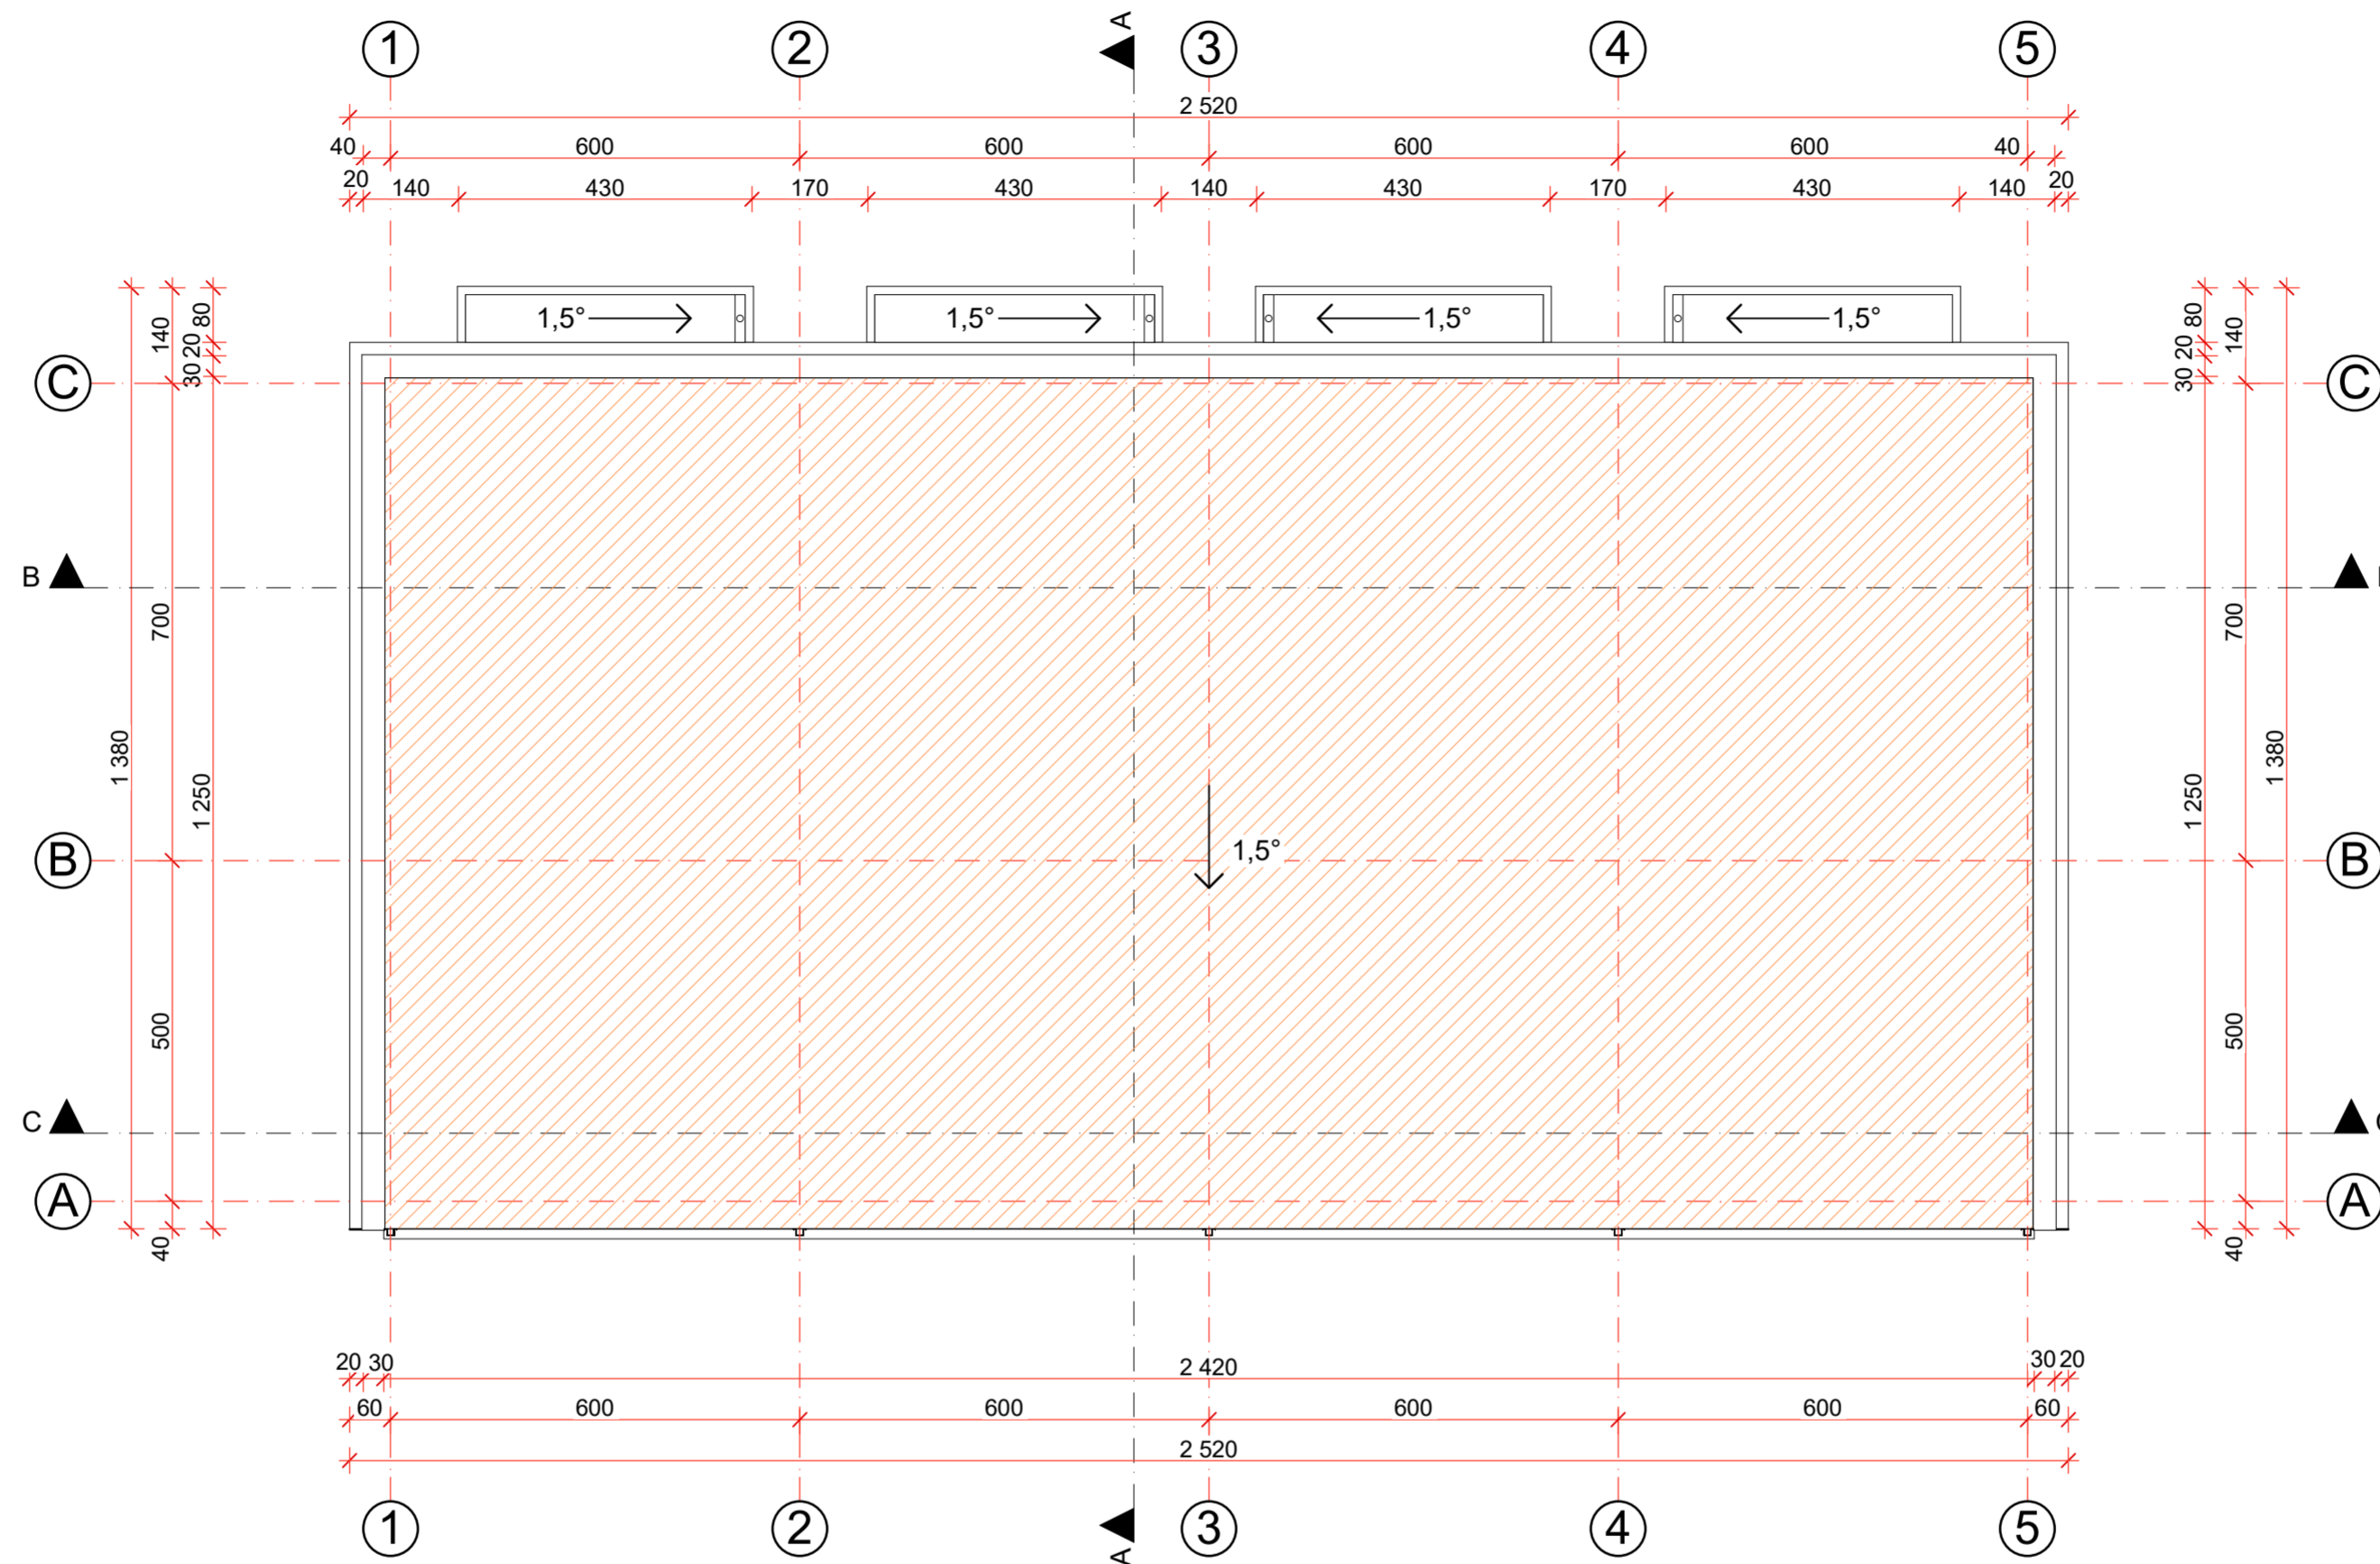 A
1 2 3 4 5
2 520
40 600 600 600 600 40
20 140 430 170 430 140 430 170 430 140 20
1,5° 1,5° 1,5° 1,5°
80 80
140 140
20 20
30 30
C C
B
700 700
1 380 1 380
1 250 1 250
B 1,5° B
500 500
C
A A
40 40
20 30 2 420 30 20
60 600 600 600 600 60
2 520
1 2 3 4 5
A